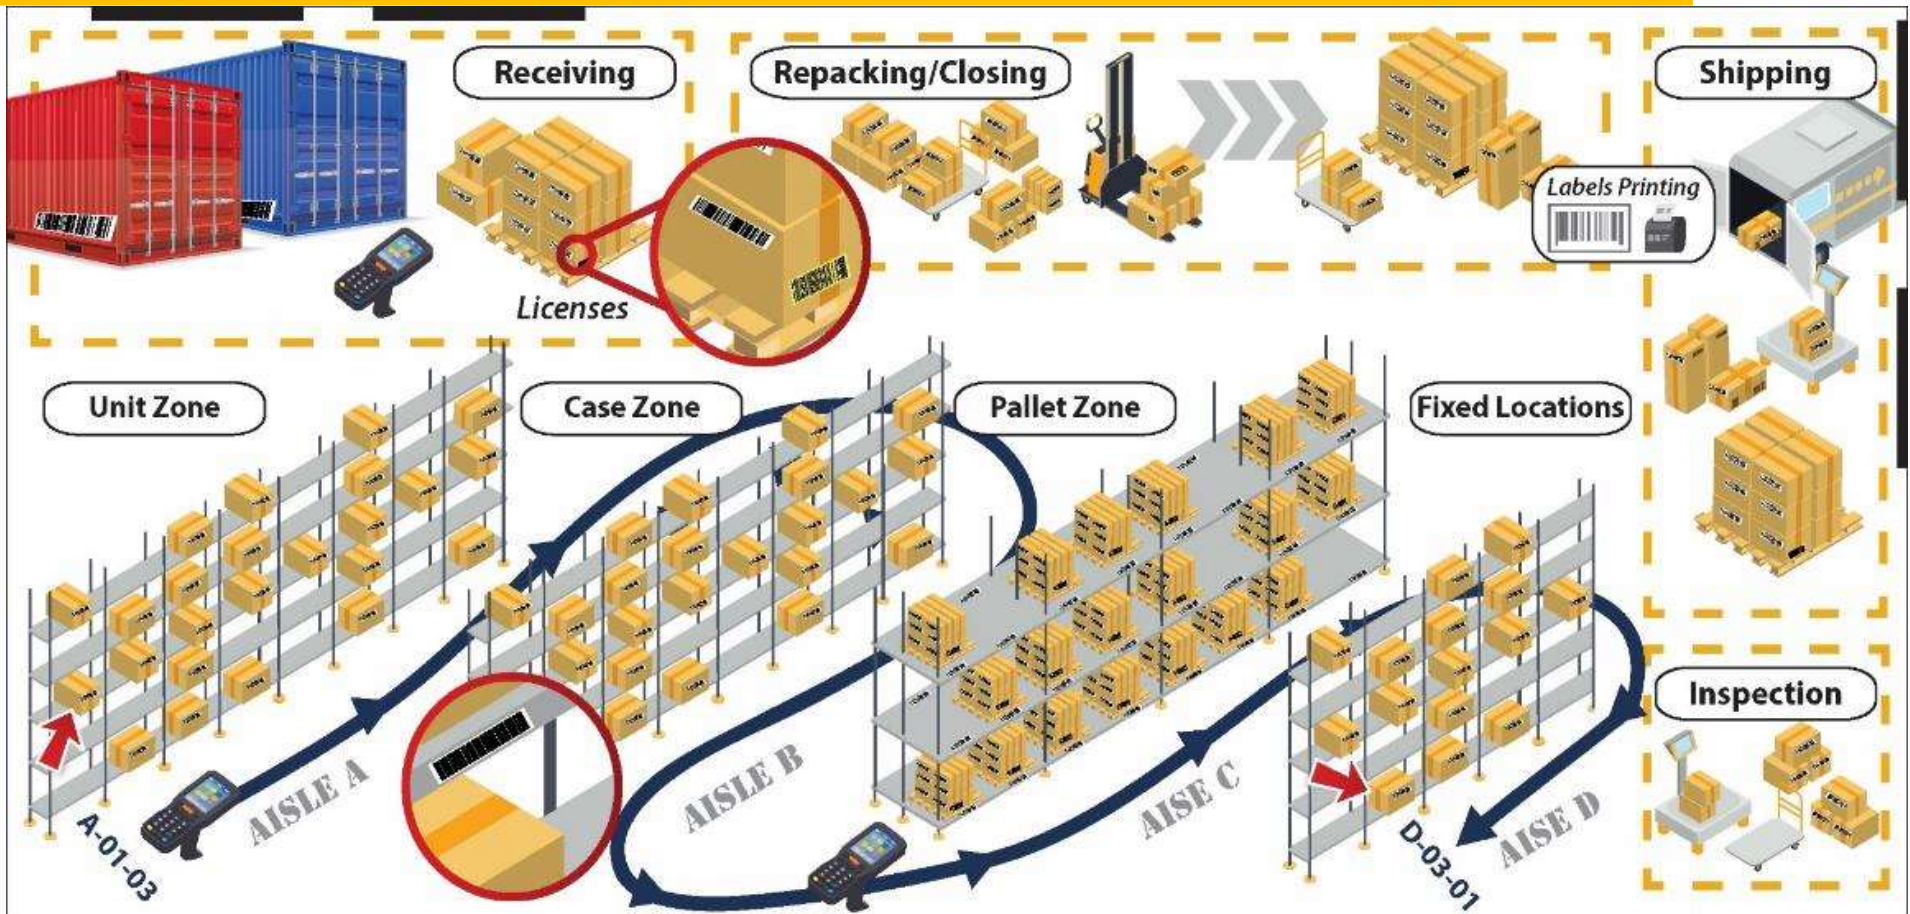 Receiving
Repacking/Closing
Shipping
Labels Printing
Licenses
Unit Zone
Case Zone
Pallet Zone
Fixed Locations
Inspection
AISLE A
AISLE B
AISE C
AISE D
A-01-03
D-03-01